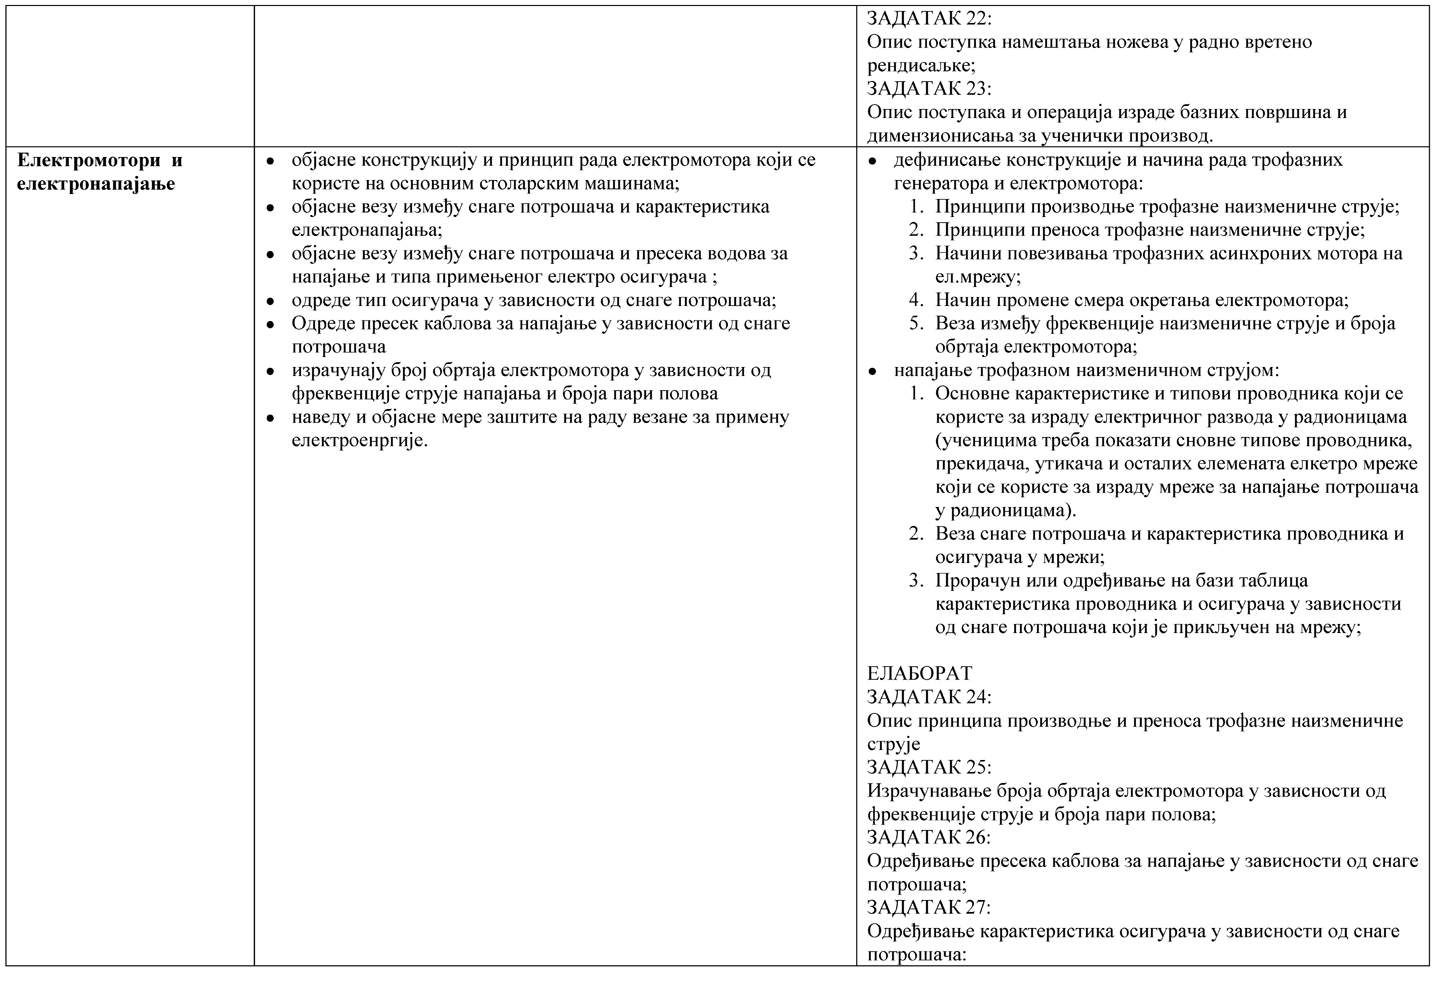 ЗАДАТАК 22:
Опис поступка намештања ножева у радно вретено
рендисаљке;
ЗАДАТАК 23:
Опис поступака и операција израде базних површина и
димензионисања за ученички производ.
Електромотори и
електронапајање
● објасне конструкцију и принцип рада електромотора који се
користе на основним столарским машинама;
● објасне везу између снаге потрошача и карактеристика
електронапајања;
● објасне везу између снаге потрошача и пресека водова за
напајање и типа примењеног електро осигурача ;
● одреде тип осигурача у зависности од снаге потрошача;
● Одреде пресек каблова за напајање у зависности од снаге
потрошача
● израчунају број обртаја електромотора у зависности од
фреквенције струје напајања и броја пари полова
● наведу и објасне мере заштите на раду везане за примену
електроенргије.
● дефинисање конструкције и начина рада трофазних
генератора и електромотора:
1. Принципи производње трофазне наизменичне струје;
2. Принципи преноса трофазне наизменичне струје;
3. Начини повезивања трофазних асинхроних мотора на
ел.мрежу;
4. Начин промене смера окретања електромотора;
5. Веза између фреквенције наизменичне струје и броја
обртаја електромотора;
● напајање трофазном наизменичном струјом:
1. Основне карактеристике и типови проводника који се
користе за израду електричног развода у радионицама
(ученицима треба показати сновне типове проводника,
прекидача, утикача и осталих елемената елкетро мреже
који се користе за израду мреже за напајање потрошача
у радионицама).
2. Веза снаге потрошача и карактеристика проводника и
осигурача у мрежи;
3. Прорачун или одређивање на бази таблица
карактеристика проводника и осигурача у зависности
од снаге потрошача који је прикључен на мрежу;
ЕЛАБОРАТ
ЗАДАТАК 24:
Опис принципа производње и преноса трофазне наизменичне
струје
ЗАДАТАК 25:
Израчунавање броја обртаја електромотора у зависности од
фреквенције струје и броја пари полова;
ЗАДАТАК 26:
Одређивање пресека каблова за напајање у зависности од снаге
потрошача;
ЗАДАТАК 27:
Одређивање карактеристика осигурача у зависности од снаге
потрошача: